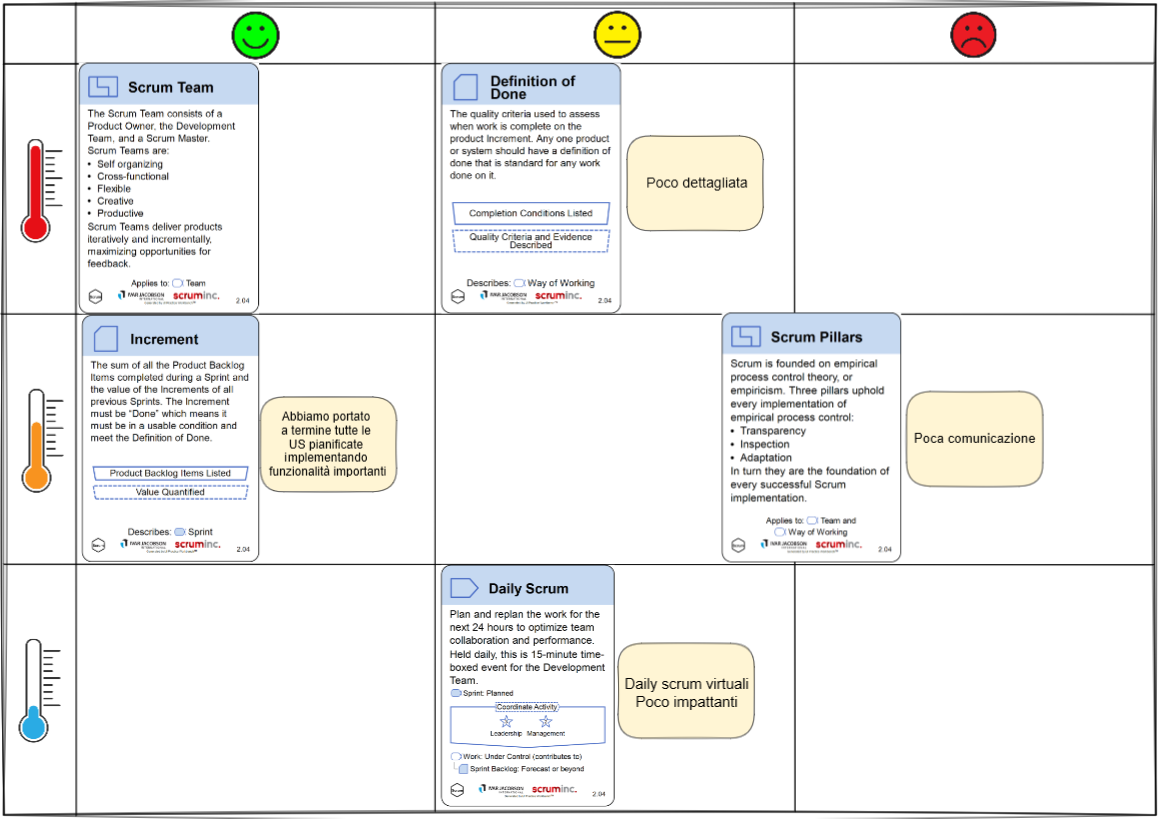 Scrum Team
The Scrum Team consists of a
Product Owner, the Development
Team, and a Scrum Master.
Scrum Teams are:
• Self organizing
• Cross-functional
• Flexible
• Creative
• Productive
Scrum Teams deliver products
iteratively and incrementally,
maximizing opportunities for
feedback.
Applies to: Team
IVAR JACOBSON
INTERNATIONAL
scruminc.
2.04
Definition of
Done
The quality criteria used to assess
when work is complete on the
product Increment. Any one product
or system should have a definition of
done that is standard for any work
done on it.
Completion Conditions Listed
Quality Criteria and Evidence
Described
Describes: Way of Working
IVAR JACOBSON
INTERNATIONAL
scruminc.
2.04
Poco dettagliata
Increment
The sum of all the Product Backlog
Items completed during a Sprint and
the value of the Increments of all
previous Sprints. The Increment
must be “Done” which means it
must be in a usable condition and
meet the Definition of Done.
Product Backlog Items Listed
Value Quantified
Describes: Sprint
IVAR JACOBSON
INTERNATIONAL
scruminc.
2.04
Abbiamo portato
a termine tutte le
US pianificate
implementando
funzionalità importanti
Scrum Pillars
Scrum is founded on empirical
process control theory, or
empiricism. Three pillars uphold
every implementation of
empirical process control:
• Transparency
• Inspection
• Adaptation
In turn they are the foundation of
every successful Scrum
implementation.
Applies to: Team and
Way of Working
IVAR JACOBSON
INTERNATIONAL
scruminc.
2.04
Poca comunicazione
Daily Scrum
Plan and replan the work for the
next 24 hours to optimize team
collaboration and performance.
Held daily, this is 15-minute time-
boxed event for the Development
Team.
Sprint: Planned
Coordinate Activity
Leadership Management
Work: Under Control (contributes to)
Sprint Backlog: Forecast or beyond
IVAR JACOBSON
INTERNATIONAL
scruminc.
2.04
Daily scrum virtuali
Poco impattanti